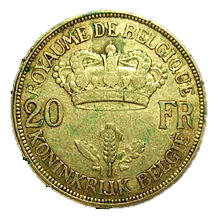 ROYAUME DE BELGIQUE
20 FR
KONINKRIJK BELGIE